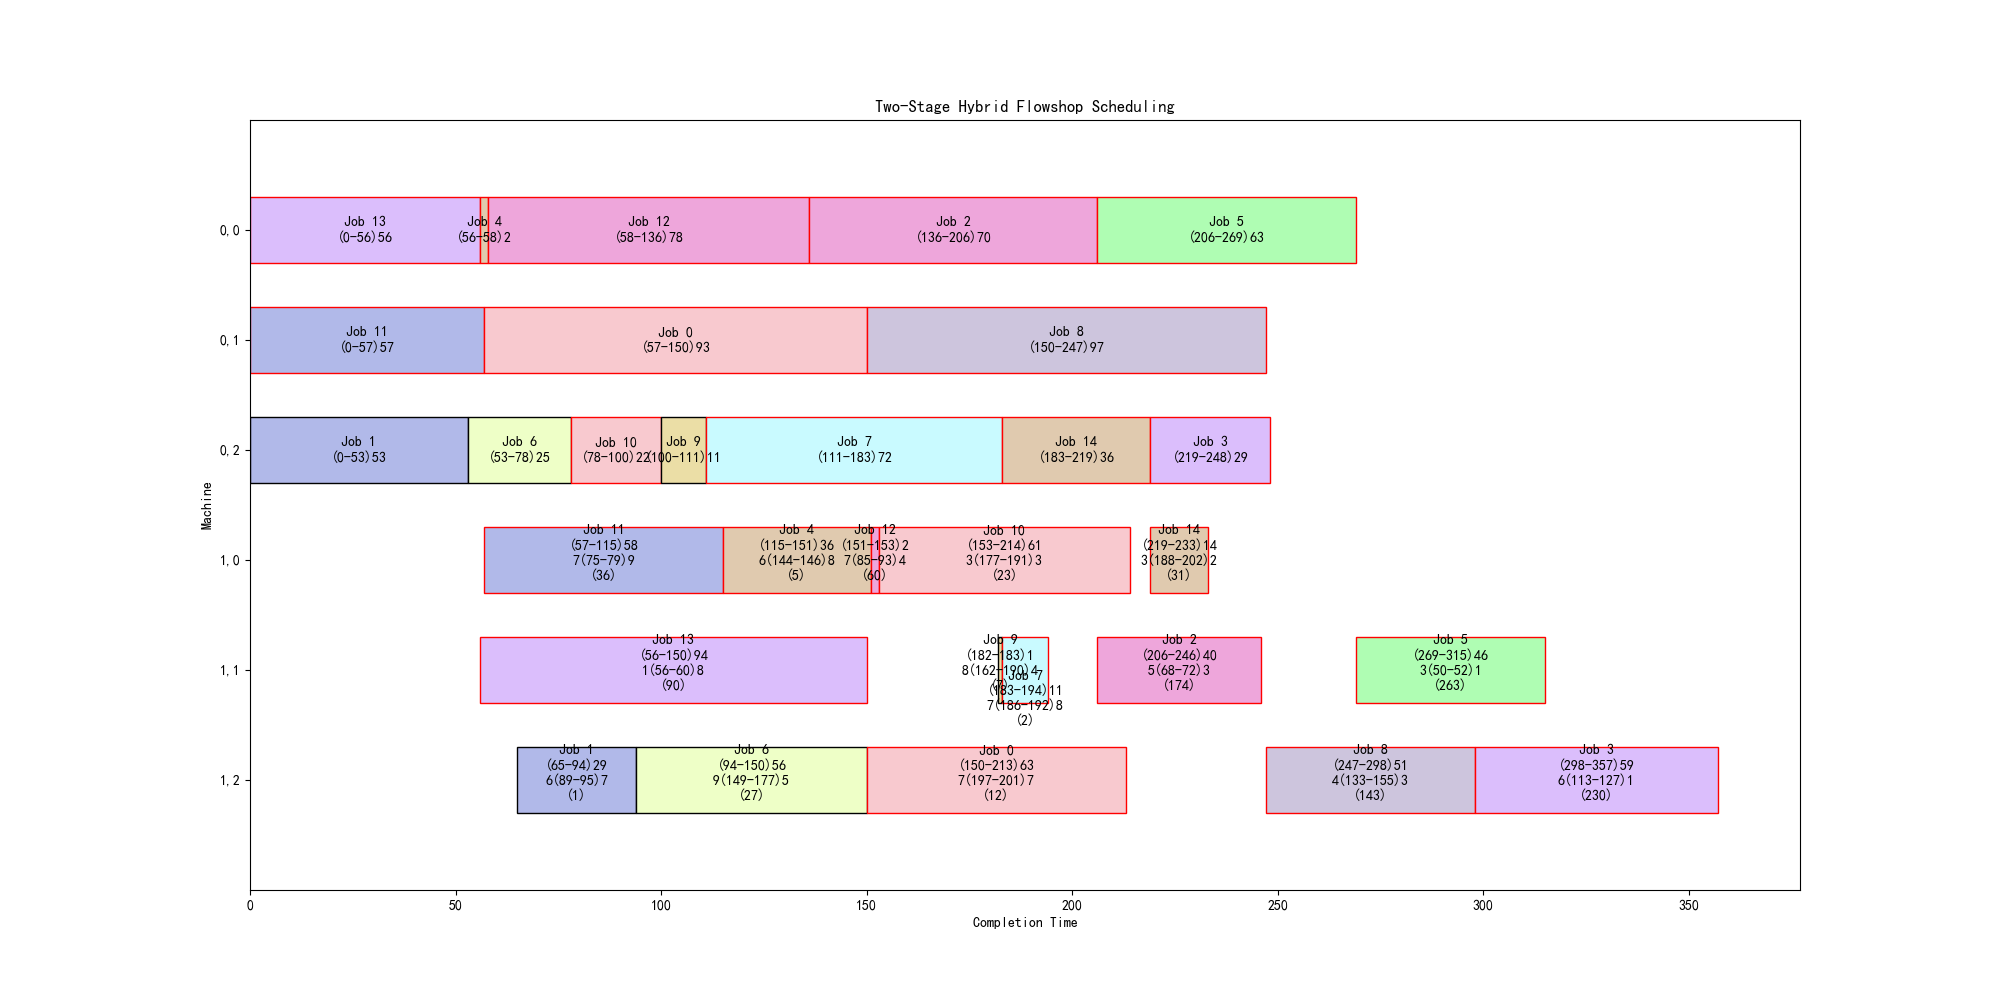 Two-Stage Hybrid Flowshop Scheduling
Machine
0,0
Job 13
(0-56)56
Job 4
(56-58)2
Job 12
(58-136)78
Job 2
(136-206)70
Job 5
(206-269)63
0,1
Job 11
(0-57)57
Job 0
(57-150)93
Job 8
(150-247)97
0,2
Job 1
(0-53)53
Job 6
(53-78)25
Job 10
(78-100)22
Job 9
(100-111)11
Job 7
(111-183)72
Job 14
(183-219)36
Job 3
(219-248)29
1,0
Job 11
(57-115)58
7(75-79)9
(36)
Job 4
(115-151)36
6(144-146)8
(5)
Job 12
(151-153)2
7(85-93)4
(60)
Job 10
(153-214)61
3(177-191)3
(23)
Job 14
(219-233)14
3(188-202)2
(31)
1,1
Job 13
(56-150)94
1(56-60)8
(90)
Job 9
(182-183)1
8(162-190)4
Job 7
(183-194)11
7(186-192)8
(2)
Job 2
(206-246)40
5(68-72)3
(174)
Job 5
(269-315)46
3(50-52)1
(263)
1,2
Job 1
(65-94)29
6(89-95)7
(1)
Job 6
(94-150)56
9(149-177)5
(27)
Job 0
(150-213)63
7(197-201)7
(12)
Job 8
(247-298)51
4(133-155)3
(143)
Job 3
(298-357)59
6(113-127)1
(230)
0
50
100
150
200
250
300
350
Completion Time